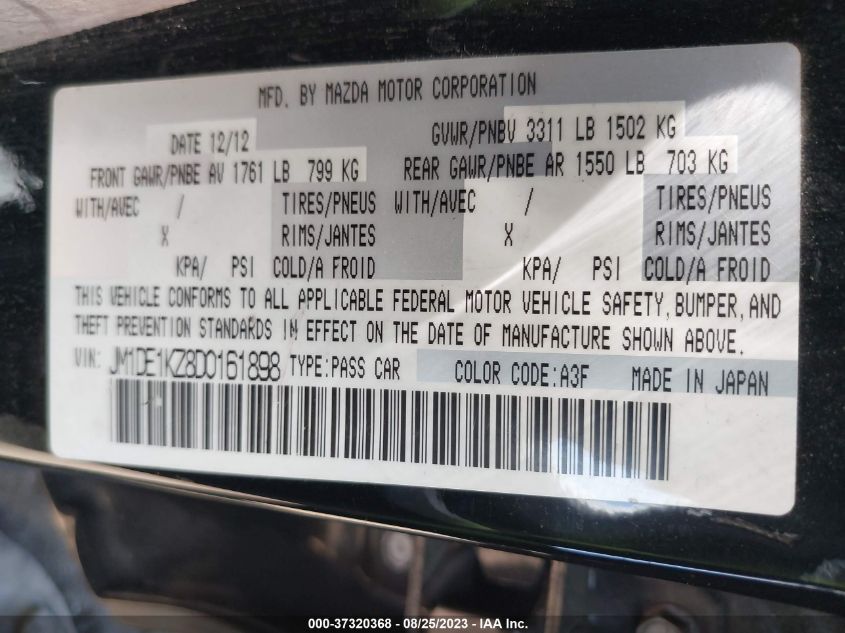 MFD. BY MAZDA MOTOR CORPORATION
DATE 12/12 GVWR/PNBV 3311 LB 1502 KG
FRONT GAWR/PNBE AV 1761 LB 799 KG REAR GAWR/PNBE AR 1550 LB 703 KG
WITH/AVEC / TIRES/PNEUS WITH/AVEC / TIRES/PNEUS
X RIMS/JANTES X RIMS/JANTES
KPA/ PSI COLD/A FROID KPA/ PSI COLD/A FROID
THIS VEHICLE CONFORMS TO ALL APPLICABLE FEDERAL MOTOR VEHICLE SAFETY, BUMPER, AND
THEFT PREVENTION STANDARDS IN EFFECT ON THE DATE OF MANUFACTURE SHOWN ABOVE.
VIN: JM1DE1KZ8D0161898 TYPE:PASS CAR COLOR CODE:A3F MADE IN JAPAN
000-37320368 - 08/25/2023 - IAA Inc.